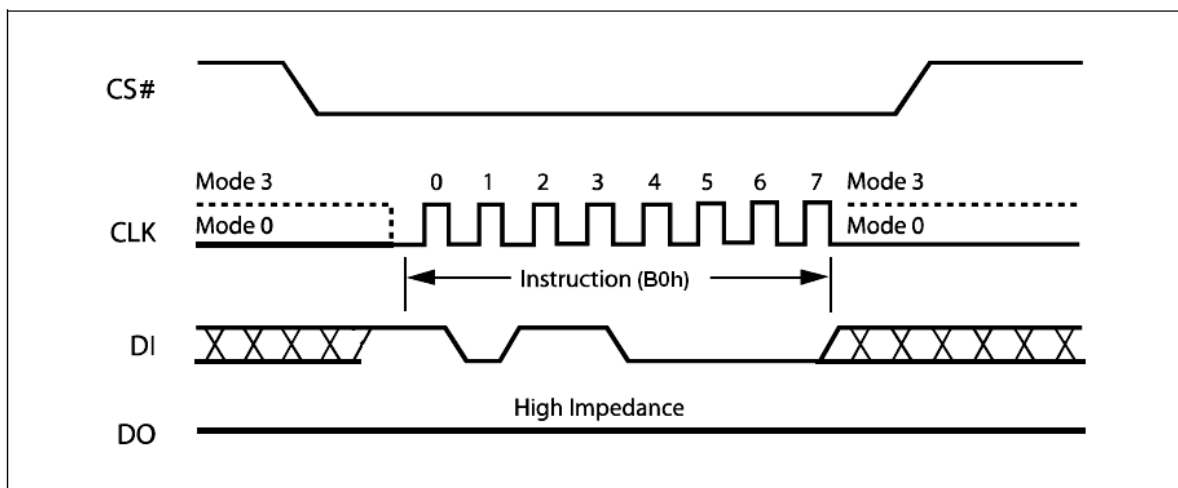 CS#
Mode 3 0 1 2 3 4 5 6 7 Mode 3
CLK Mode 0 Mode 0
Instruction (B0h)
DI
High Impedance
DO